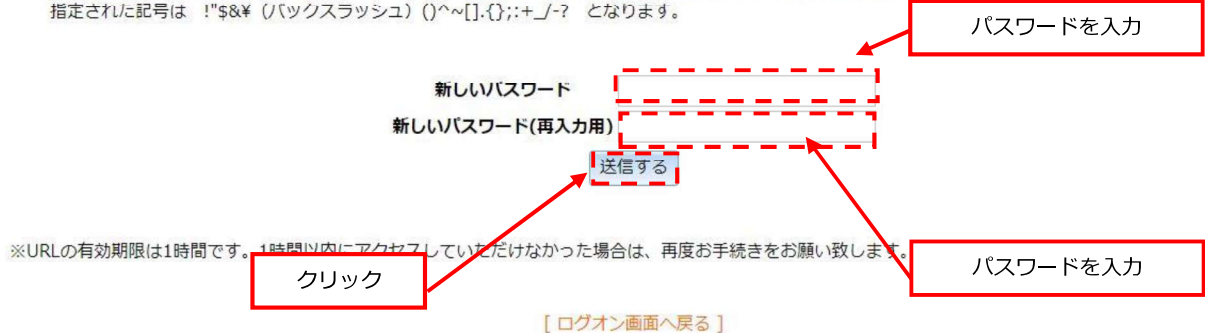 指定された記号は !"$&¥ (バックスラッシュ) ()^~[].{};:+_/-? となります。
パスワードを入力
新しいパスワード
新しいパスワード(再入力用)
送信する
※URLの有効期限は1時間です。1時間以内にアクセスしていただけなかった場合は、再度お手続きをお願い致します。
クリック
パスワードを入力
[ ログオン画面へ戻る ]